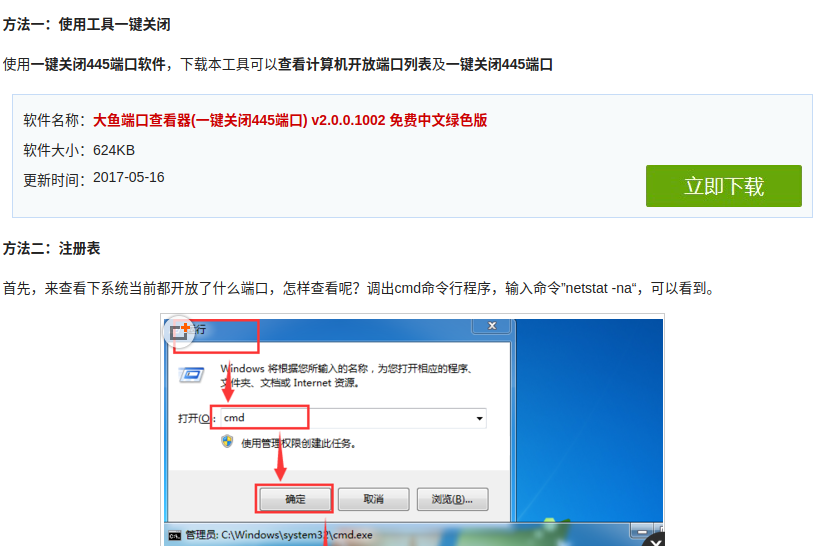 方法一：使用工具一键关闭
使用一键关闭445端口软件，下载本工具可以查看计算机开放端口列表及一键关闭445端口
软件名称：大鱼端口查看器(一键关闭445端口) v2.0.0.1002 免费中文绿色版
软件大小：624KB
更新时间：2017-05-16
立即下载
方法二：注册表
首先，来查看下系统当前都开放了什么端口，怎样查看呢？调出cmd命令行程序，输入命令”netstat -na“，可以看到。
行
Windows 将根据您所输入的名称，为您打开相应的程序、
文件夹、文档或 Internet 资源。
打开(O): cmd
使用管理权限创建此任务。
确定 取消 浏览(B)...
管理员: C:\Windows\system32\cmd.exe